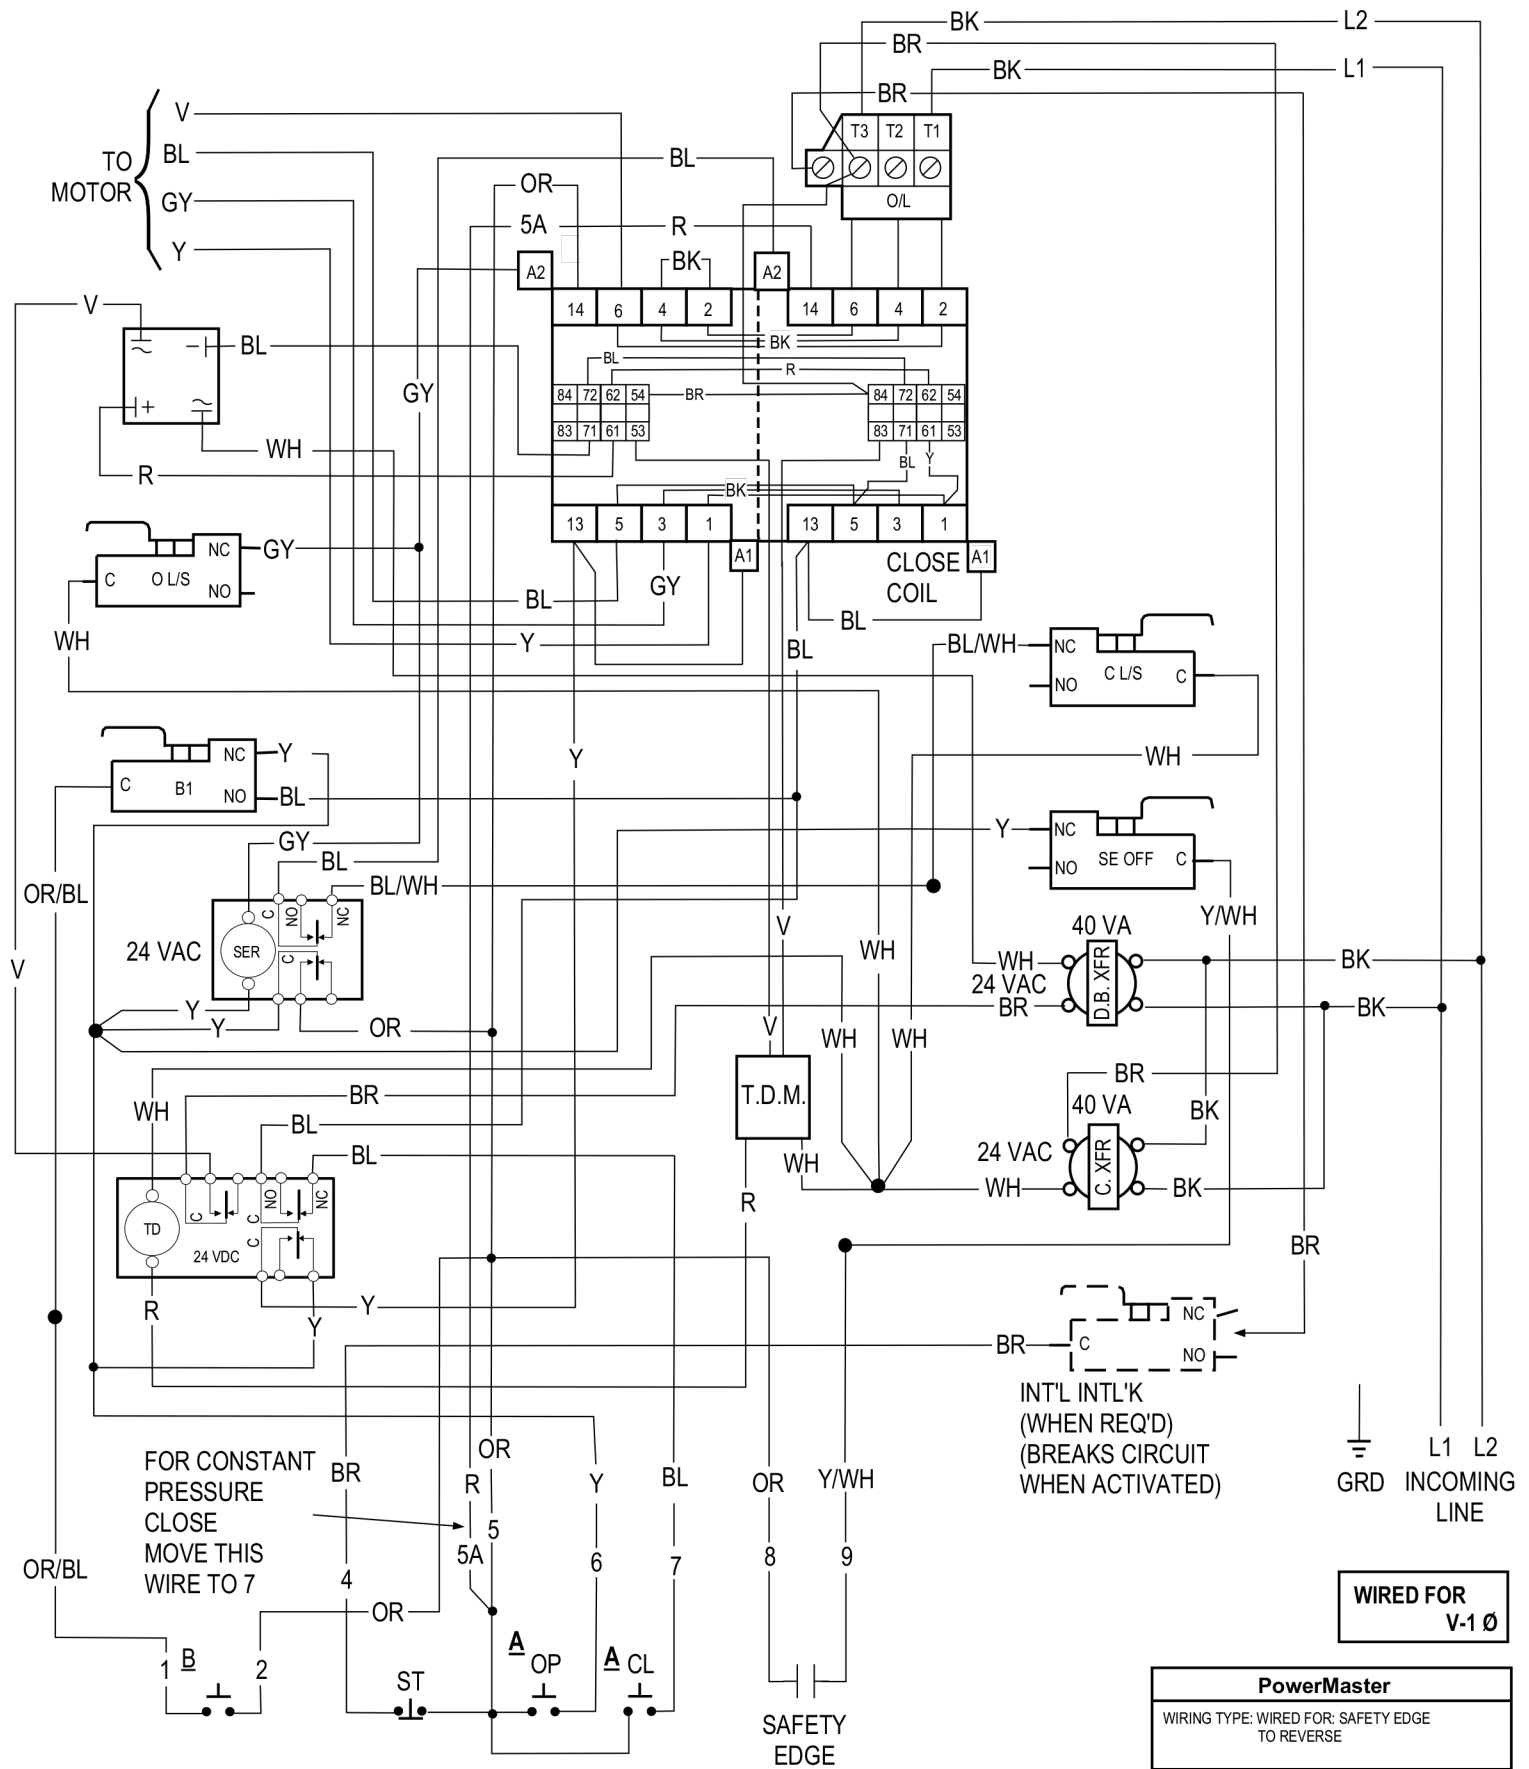 BK L2
BR
BK L1
BR
V
T3 T2 T1
TO
MOTOR
BL
BL
OR
GY
O/L
5A R
Y
BK
A2
A2
V
14 6 4 2
14 6 4 2
BK
BL
BL
R
GY
84 72 62 54
BR
84 72 62 54
83 71 61 53
83 71 61 53
WH
BL Y
R
BK
13 5 3 1
13 5 3 1
NC GY
C O L/S
NO
A1
CLOSE
COIL
A1
GY
BL
BL
WH
Y
BL
BL/WH
NC
C L/S
C
NO
Y
WH
NC Y
C B1
NO BL
Y NC
SE OFF C
NO
GY
BL
BL/WH
OR/BL
Y/WH
C NO NC
24 VAC
SER
C
V
WH
40 VA
V
WH
24 VAC
D.B. XFR
BK
BR
BK
Y
Y
OR
V
WH
WH
T.D.M.
BR
BR
40 VA
WH
BL
BK
BL
24 VAC
C. XFR
WH
WH
BK
C
C NO NC
TD
C
24 VDC
R
BR
R
Y
Y
NC
BR C
NO
INT'L INTL'K
(WHEN REQ'D)
(BREAKS CIRCUIT
WHEN ACTIVATED)
GRD
L1 L2
INCOMING
LINE
FOR CONSTANT
PRESSURE
CLOSE
MOVE THIS
WIRE TO 7
BR
OR
R
Y
BL
OR
Y/WH
5
5A
6
7
8
9
OR/BL
4
OR
WIRED FOR
V-1 Ø
1 B 2
ST
A OP
A CL
SAFETY
EDGE
PowerMaster
WIRING TYPE: WIRED FOR: SAFETY EDGE
TO REVERSE